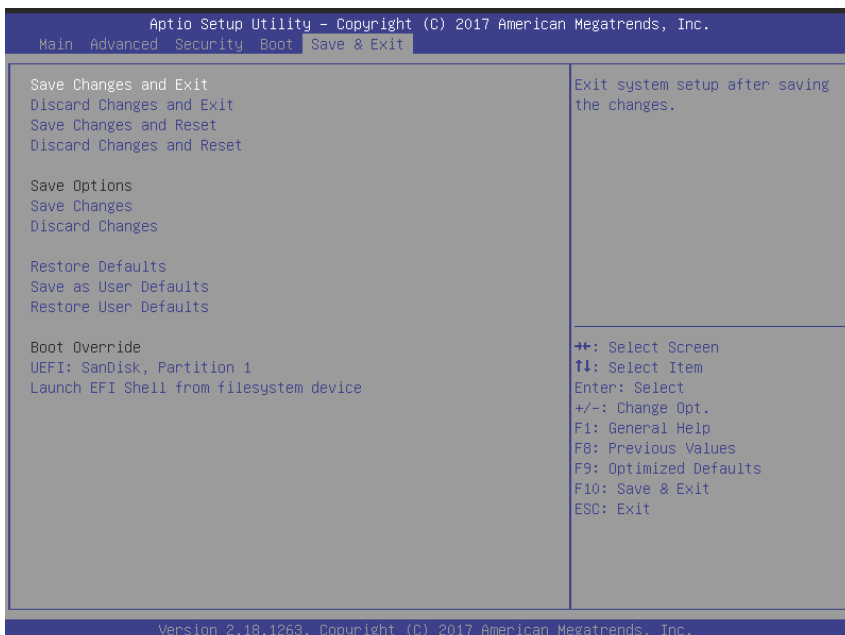 Aptio Setup Utility – Copyright (C) 2017 American Megatrends, Inc.
Main Advanced Security Boot Save & Exit
Save Changes and Exit
Discard Changes and Exit
Save Changes and Reset
Discard Changes and Reset
Save Options
Save Changes
Discard Changes
Restore Defaults
Save as User Defaults
Restore User Defaults
Boot Override
UEFI: SanDisk, Partition 1
Launch EFI Shell from filesystem device
Exit system setup after saving
the changes.
→←: Select Screen
↑↓: Select Item
Enter: Select
+/-: Change Opt.
F1: General Help
F8: Previous Values
F9: Optimized Defaults
F10: Save & Exit
ESC: Exit
Version 2.18.1263. Copyright (C) 2017 American Megatrends, Inc.